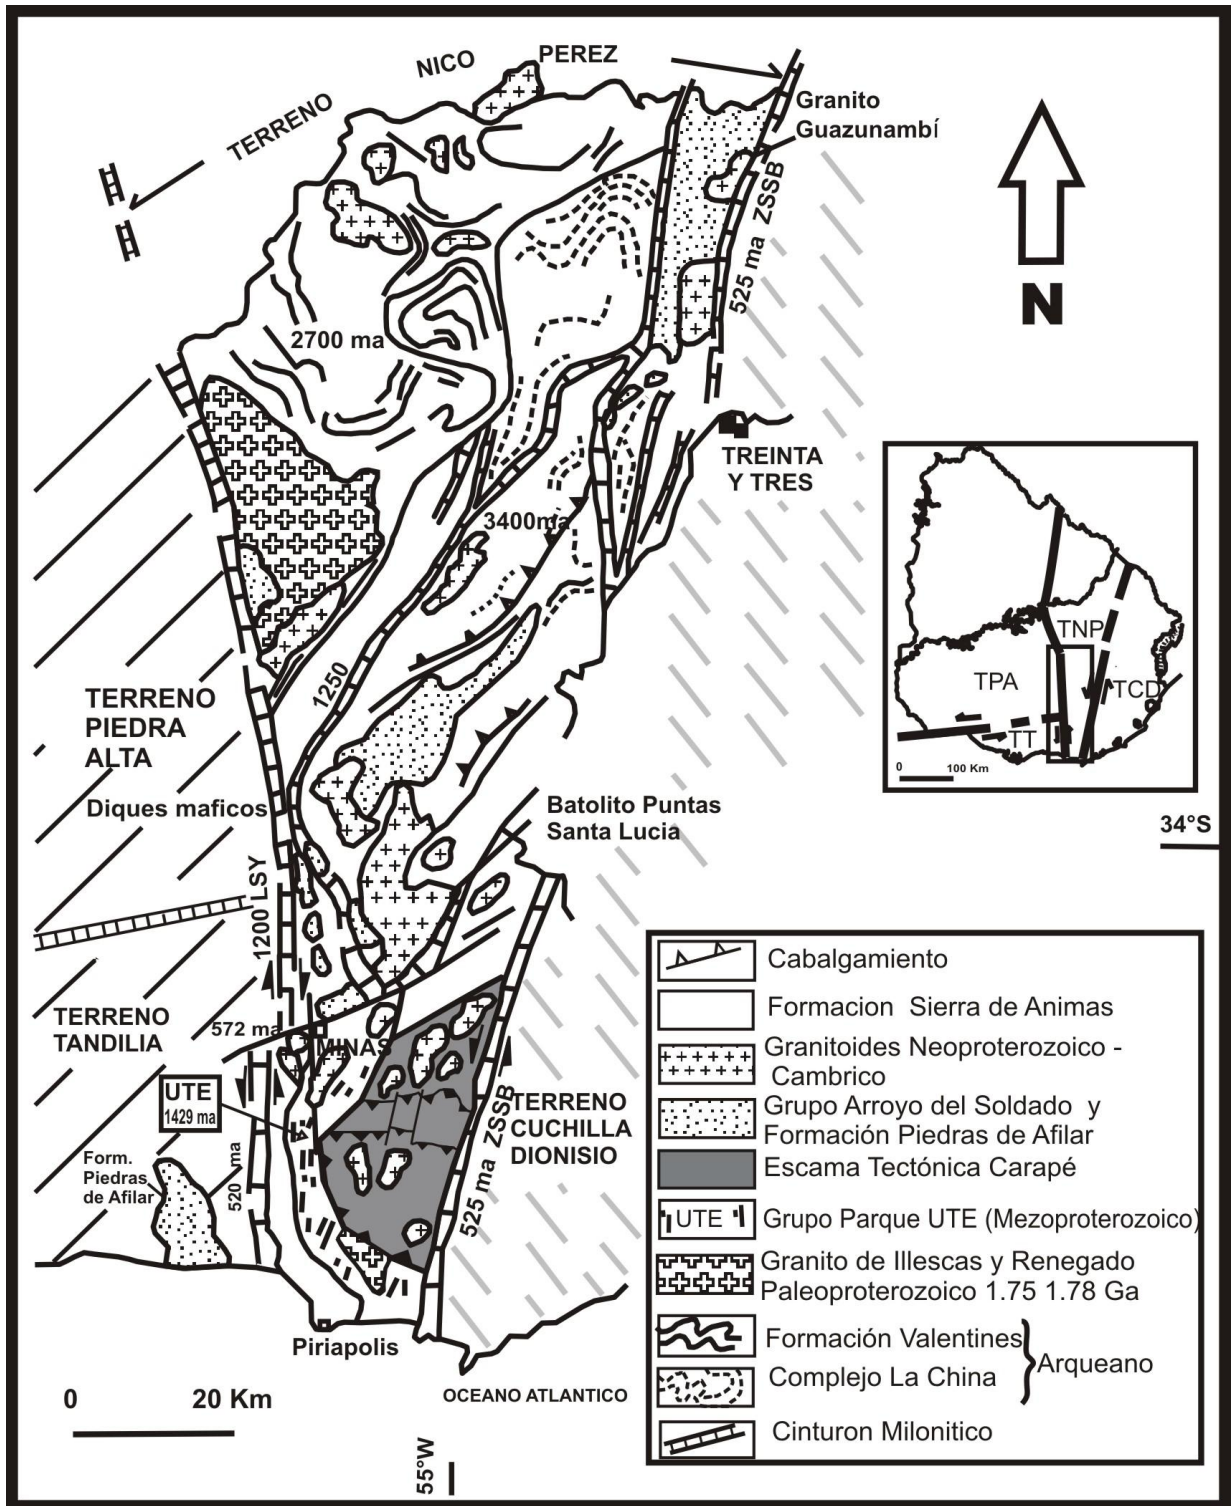 NICO
PEREZ
TERRENO
Granito
Guazunambí
525 ma ZSSB
N
2700 ma
TREINTA
Y TRES
3400ma
1250
TERRENO
PIEDRA
ALTA
Diques maficos
Batolito Puntas
Santa Lucia
TNP
TPA
TCD
TT
0
100 Km
34°S
1200 LSY
TERRENO
TANDILIA
572 ma
MINAS
UTE
1429 ma
Form.
Piedras
de Afilar
520 ma
TERRENO
CUCHILLA
DIONISIO
525 ma ZSSB
Piriapolis
OCEANO ATLANTICO
0
20 Km
55°W
Cabalgamiento
Formacion Sierra de Animas
Granitoides Neoproterozoico -
Cambrico
Grupo Arroyo del Soldado y
Formación Piedras de Afilar
Escama Tectónica Carapé
UTE
Grupo Parque UTE (Mezoproterozoico)
Granito de Illescas y Renegado
Paleoproterozoico 1.75 1.78 Ga
Formación Valentines
Complejo La China
Arqueano
Cinturon Milonitico